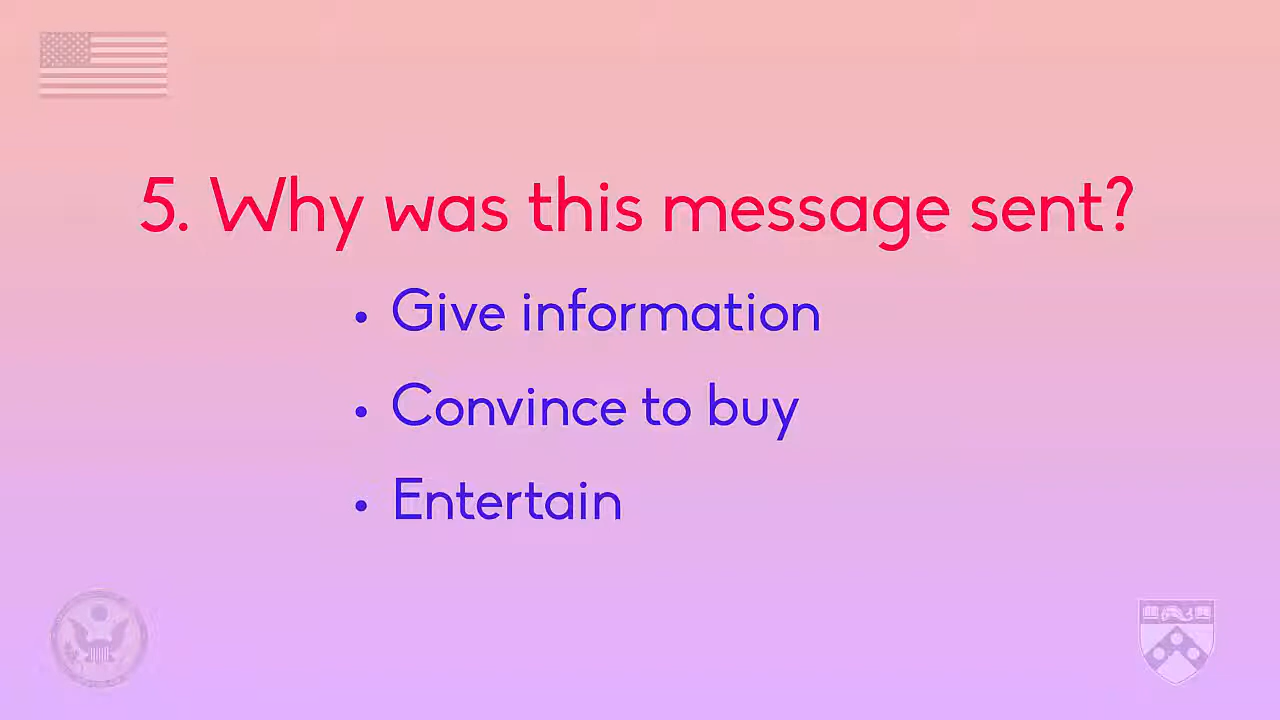 5. Why was this message sent?
• Give information
• Convince to buy
• Entertain